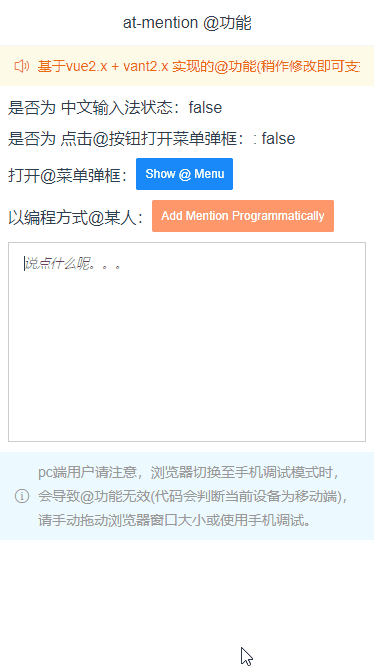 at-mention @功能
基于vue2.x + vant2.x 实现的@功能(稍作修改即可支
是否为 中文输入法状态：false
是否为 点击@按钮打开菜单弹框：: false
打开@菜单弹框：Show @ Menu
以编程方式@某人：Add Mention Programmatically
说点什么呢。。。
pc端用户请注意，浏览器切换至手机调试模式时，
会导致@功能无效(代码会判断当前设备为移动端)，
请手动拖动浏览器窗口大小或使用手机调试。